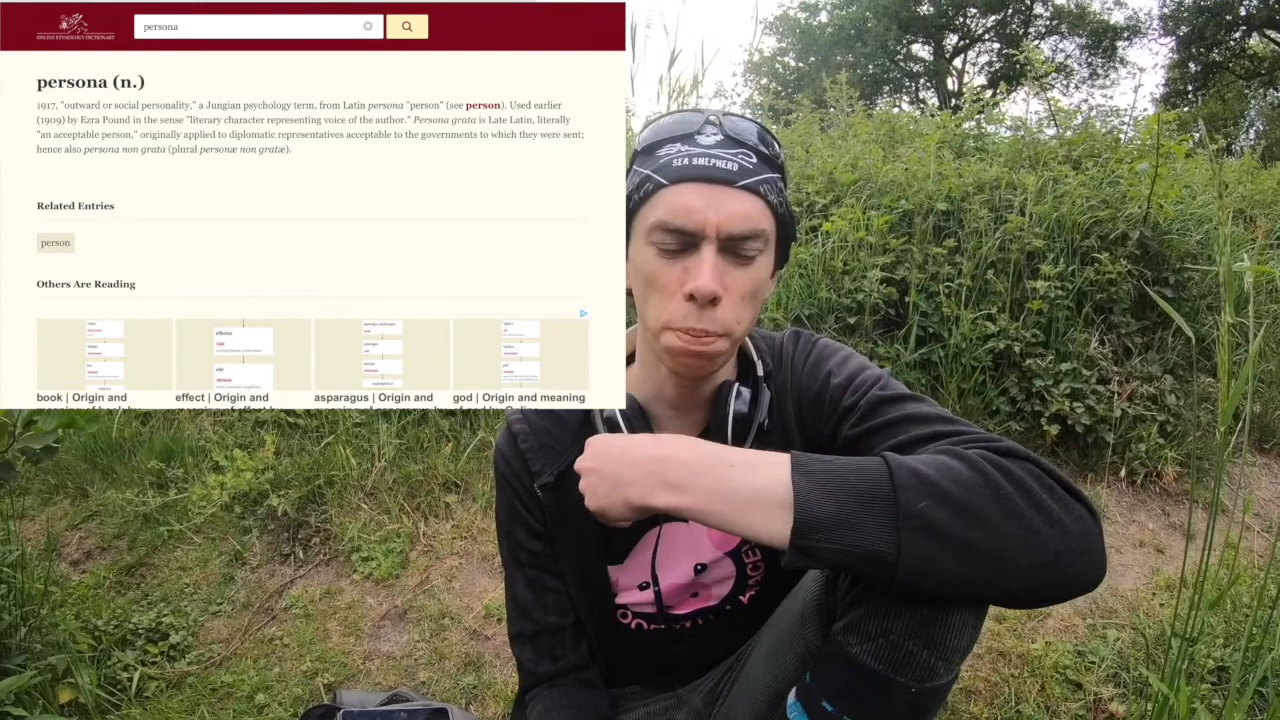 ONLINE ETYMOLOGY DICTIONARY
persona
persona (n.)
1917, "outward or social personality," a Jungian psychology term, from Latin persona "person" (see person). Used earlier
(1909) by Ezra Pound in the sense "literary character representing voice of the author." Persona grata is Late Latin, literally
"an acceptable person," originally applied to diplomatic representatives acceptable to the governments to which they were sent;
hence also persona non grata (plural personæ non gratæ).
Related Entries
person
Others Are Reading
book | Origin and
effect | Origin and
asparagus | Origin and
god | Origin and meaning
SEA SHEPHERD